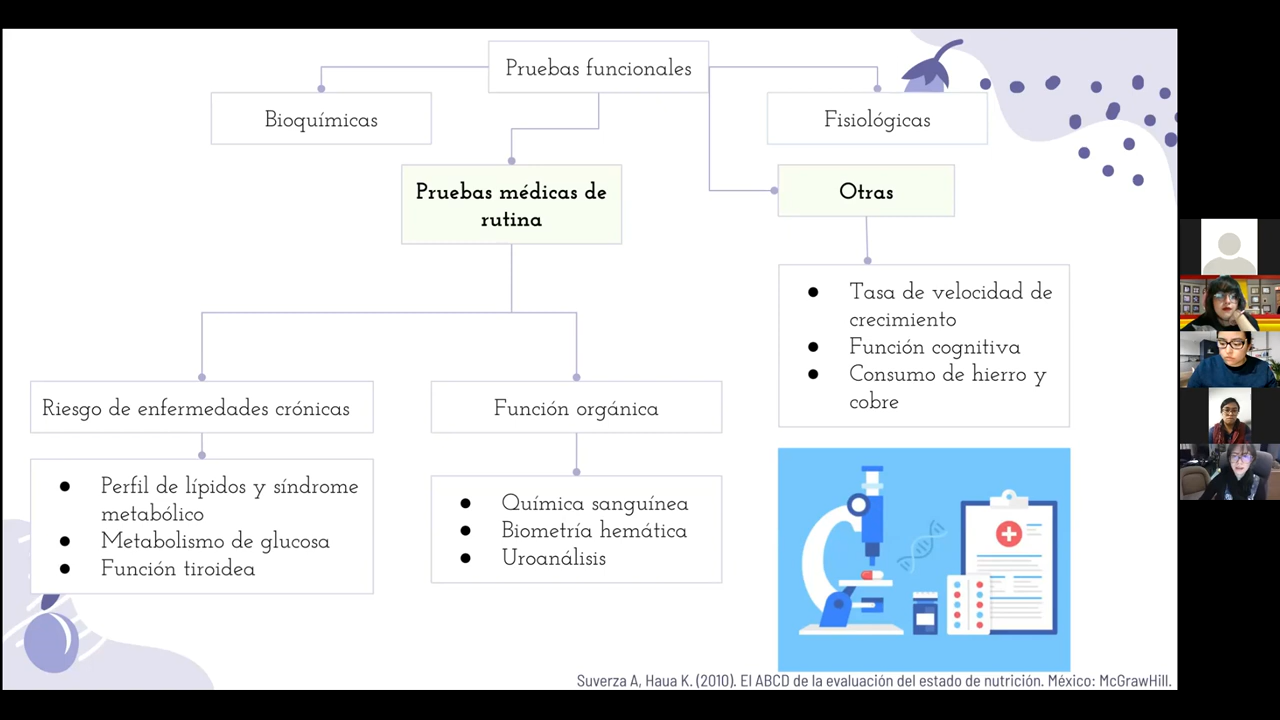 Pruebas funcionales
Bioquímicas
Fisiológicas
Pruebas médicas de
rutina
Otras
● Tasa de velocidad de
crecimiento
● Función cognitiva
● Consumo de hierro y
cobre
Riesgo de enfermedades crónicas
Función orgánica
● Perfil de lípidos y síndrome
metabólico
● Metabolismo de glucosa
● Función tiroidea
● Química sanguínea
● Biometría hemática
● Uroanálisis
Suverza A, Haua K. (2010). El ABCD de la evaluación del estado de nutrición. México: McGrawHill.